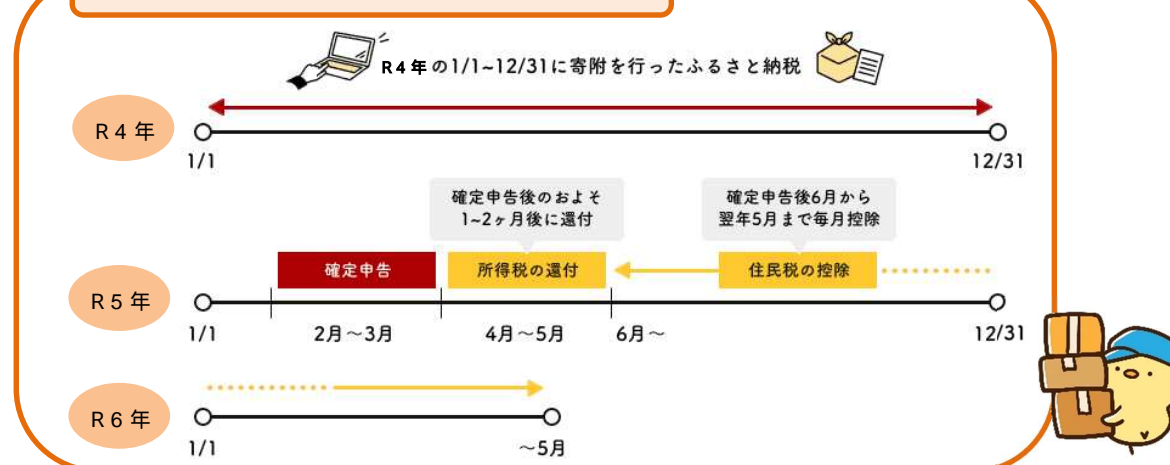 R4年の1/1~12/31に寄附を行ったふるさと納税
R4年
1/1
12/31
確定申告後のおよそ
1~2ヶ月後に還付
確定申告後6月から
翌年5月まで毎月控除
確定申告
所得税の還付
住民税の控除
R5年
1/1
2月〜3月
4月〜5月
6月〜
12/31
R6年
1/1
〜5月